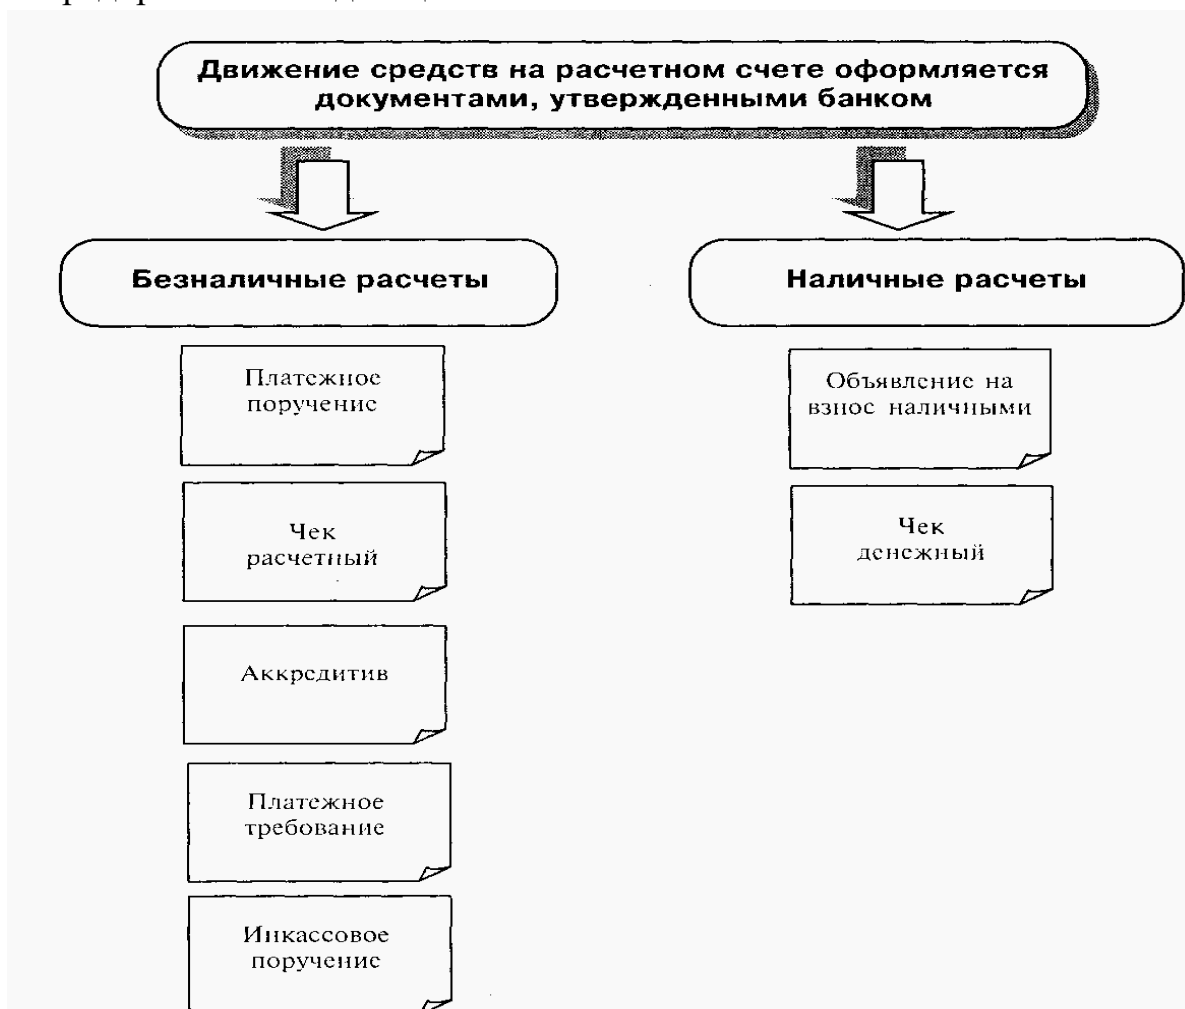 Движение средств на расчетном счете оформляется
документами, утвержденными банком
Безналичные расчеты
Наличные расчеты
Платежное
поручение
Объявление на
взнос наличными
Чек
расчетный
Чек
денежный
Аккредитив
Платежное
требование
Инкассовое
поручение